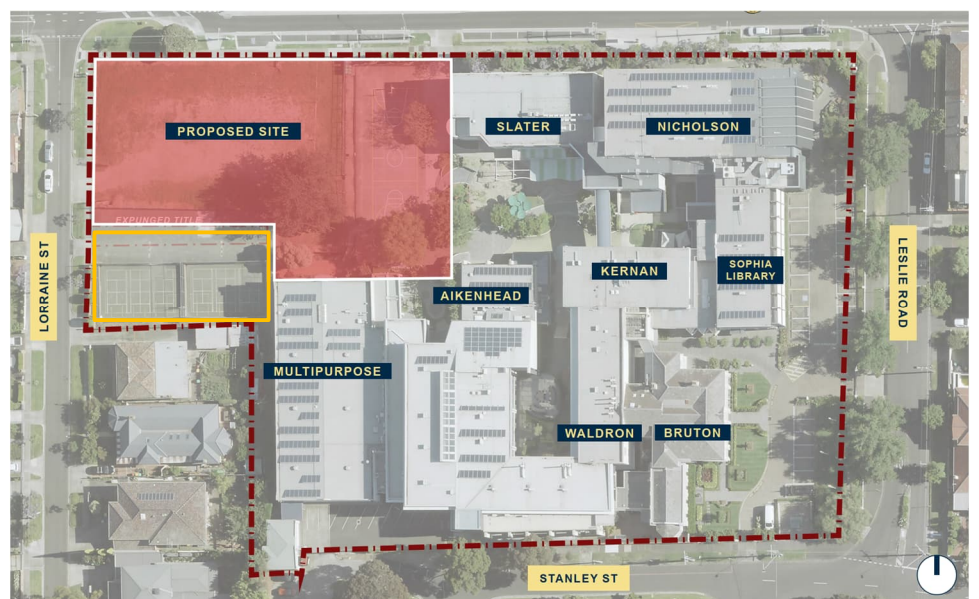 PROPOSED SITE
SLATER
NICHOLSON
EXPUNGED TITLE
LORRAINE ST
LESLIE ROAD
KERNAN
SOPHIA
LIBRARY
AIKENHEAD
MULTIPURPOSE
WALDRON
BRUTON
STANLEY ST